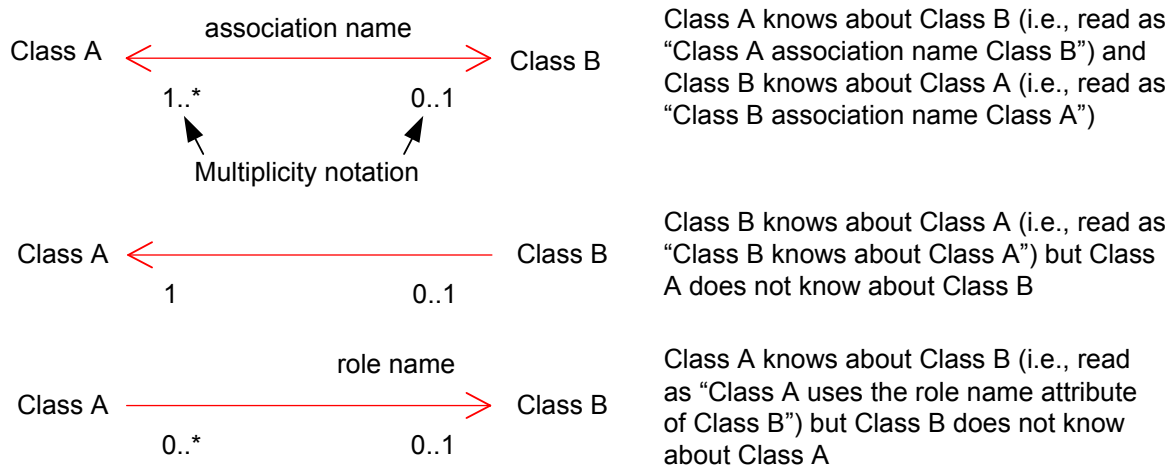 association name
Class A
Class B
1..*
0..1
Multiplicity notation
Class A knows about Class B (i.e., read as
“Class A association name Class B”) and
Class B knows about Class A (i.e., read as
“Class B association name Class A”)
Class A
Class B
1
0..1
Class B knows about Class A (i.e., read as
“Class B knows about Class A”) but Class
A does not know about Class B
role name
Class A
Class B
0..*
0..1
Class A knows about Class B (i.e., read
as “Class A uses the role name attribute
of Class B”) but Class B does not know
about Class A